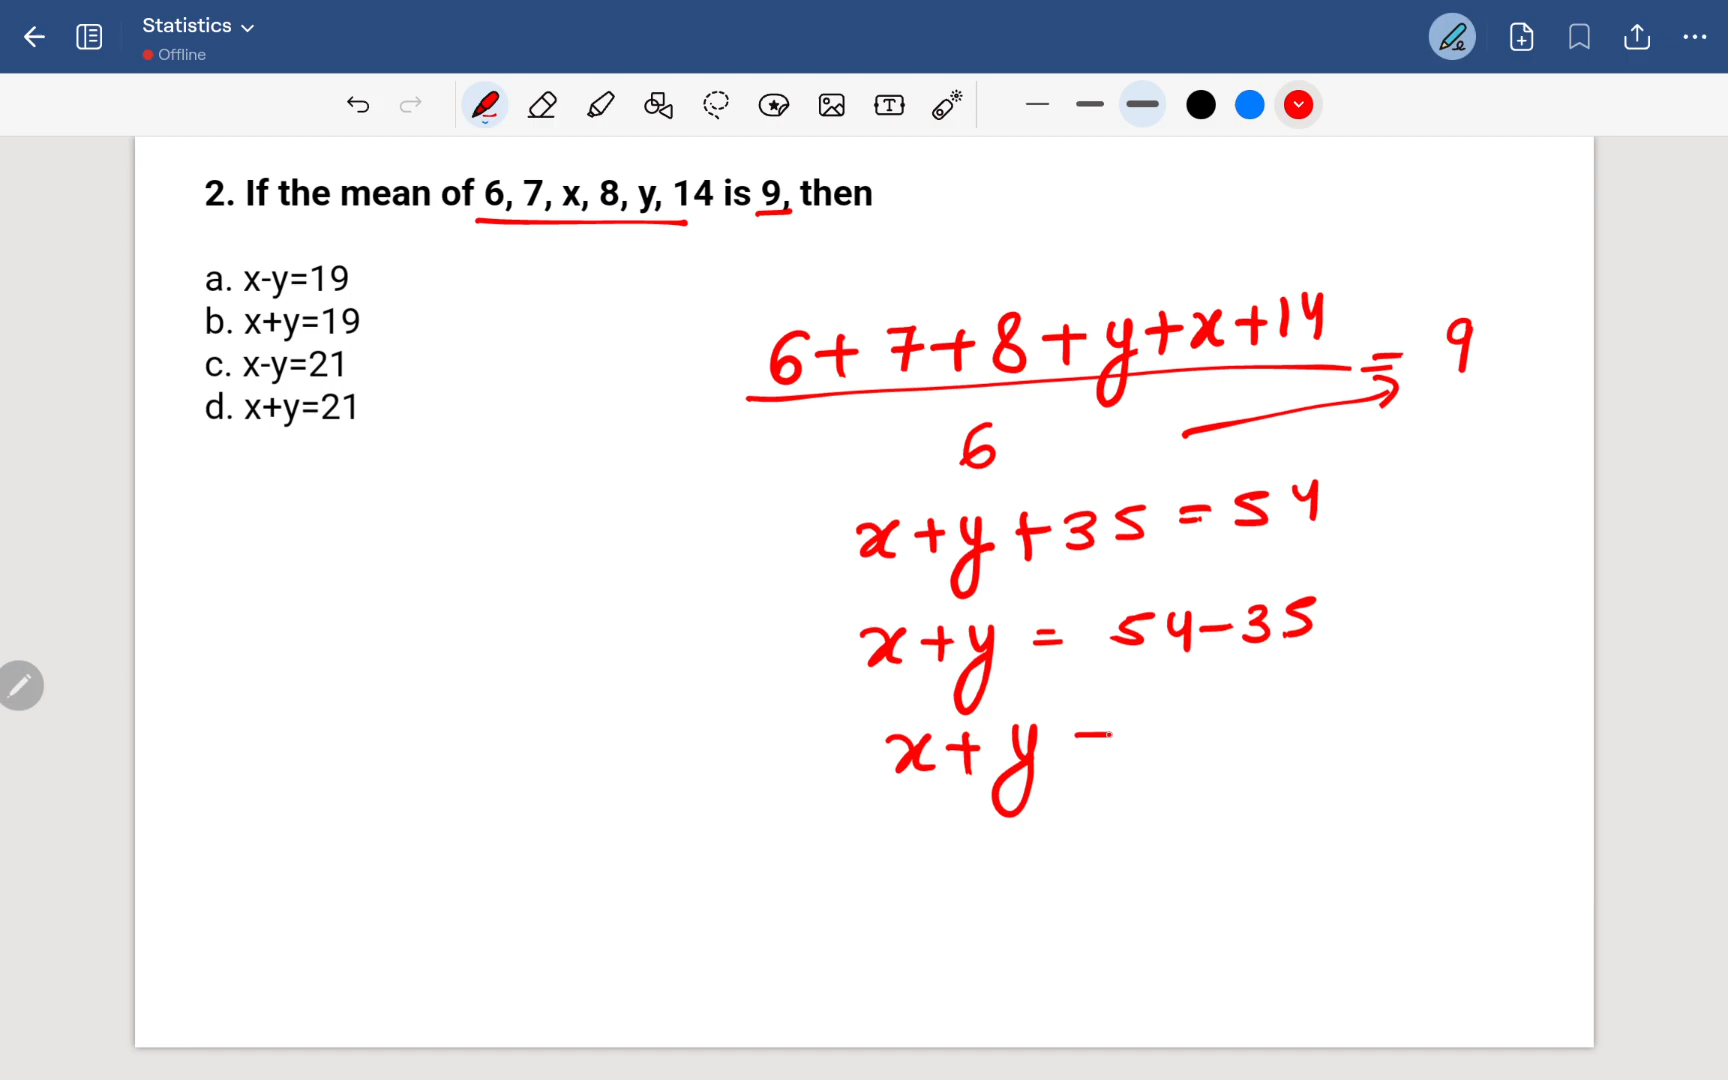 Statistics
Offline
2. If the mean of 6, 7, x, 8, y, 14 is 9, then
a. x-y=19
b. x+y=19
c. x-y=21
d. x+y=21
6+ 7+8+y+x+14 = 9
6
x+y+35 = 54
x+y = 54-35
x+y -